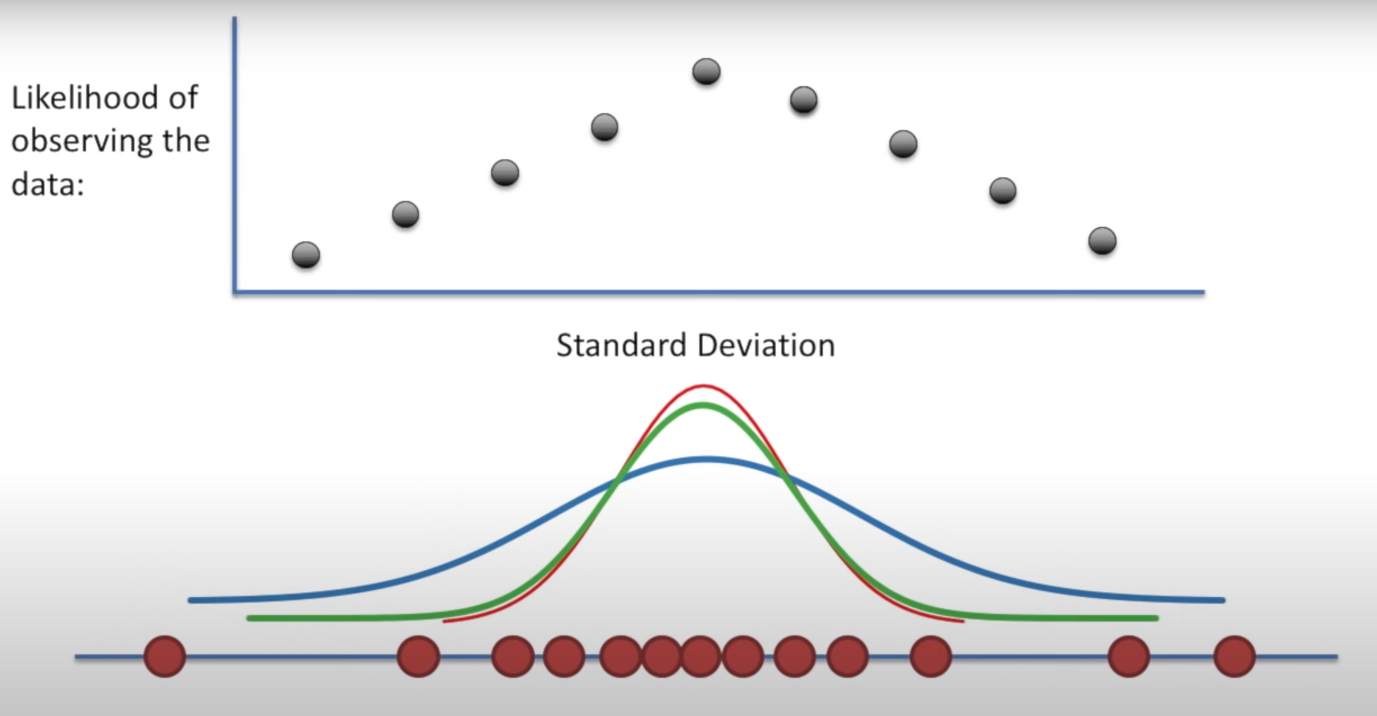 Likelihood of
observing the
data:
Standard Deviation